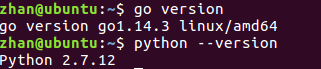 zhan@ubuntu:~$ go version
go version go1.14.3 linux/amd64
zhan@ubuntu:~$ python --version
Python 2.7.12